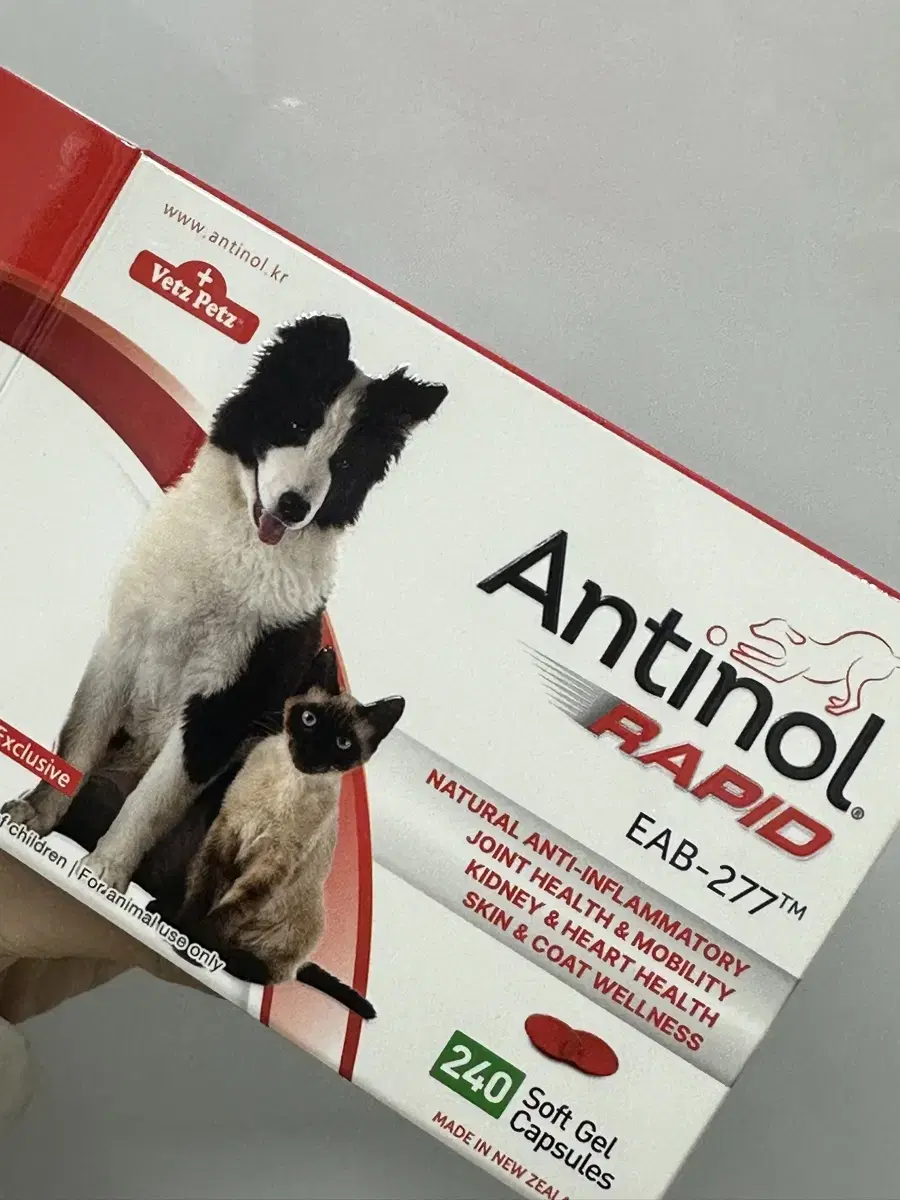 www.antinol.kr
Vetz Petz
Antinol®
RAPID
EAB-277™
NATURAL ANTI-INFLAMMATORY
JOINT HEALTH & MOBILITY
KIDNEY & HEART HEALTH
SKIN & COAT WELLNESS
Exclusive
of children | For animal use only
240
Soft Gel
Capsules
MADE IN NEW